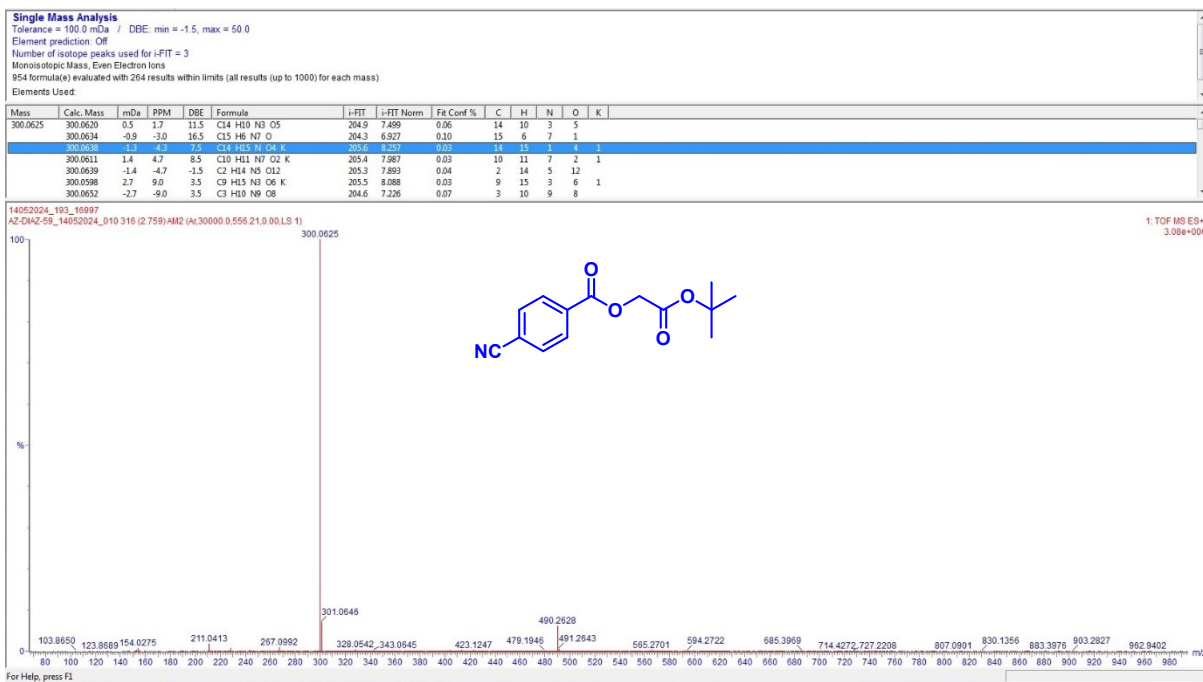 Single Mass Analysis
Tolerance = 100.0 mDa / DBE: min = -1.5, max = 50.0
Element prediction: Off
Number of isotope peaks used for i-FIT = 3
Monoisotopic Mass, Even Electron Ions
954 formula(e) evaluated with 264 results within limits (all results (up to 1000) for each mass)
Elements Used:
Mass Calc. Mass mDa PPM DBE Formula i-FIT i-FIT Norm Fit Conf % C H N O K
300.0625 300.0620 0.5 1.7 11.5 C14 H10 N3 O5 204.9 7.499 0.06 14 10 3 5
300.0634 -0.9 -3.0 16.5 C15 H6 N7 O 204.3 6.927 0.10 15 6 7 1
300.0638 -1.3 -4.3 7.5 C14 H15 N O4 K 205.6 8.257 0.03 14 15 1 4 1
300.0611 1.4 4.7 8.5 C10 H11 N7 O2 K 205.4 7.987 0.03 10 11 7 2 1
300.0639 -1.4 -4.7 -1.5 C2 H14 N5 O12 205.3 7.893 0.04 2 14 5 12
300.0598 2.7 9.0 3.5 C9 H15 N3 O6 K 205.5 8.088 0.03 9 15 3 6 1
300.0652 -2.7 -9.0 3.5 C3 H10 N9 O8 204.6 7.226 0.07 3 10 9 8
14052024_193_16997
AZ-DIAZ-59_14052024_010 316 (2.759) AM2 (Ar,30000.0,556.21,0.00,LS 1)
1: TOF MS ES+
3.08e+006
100
300.0625
O
O
O
O
NC
%
301.0646
490.2628
103.8650 123.8689 154.0275 211.0413 267.0992 328.0542 343.0645 423.1247 479.1946 491.2643 565.2701 594.2722 685.3969 714.4272 727.2208 807.0901 830.1356 883.3976 903.2827 962.9402
0
m/z
80 100 120 140 160 180 200 220 240 260 280 300 320 340 360 380 400 420 440 460 480 500 520 540 560 580 600 620 640 660 680 700 720 740 760 780 800 820 840 860 880 900 920 940 960 980
For Help, press F1